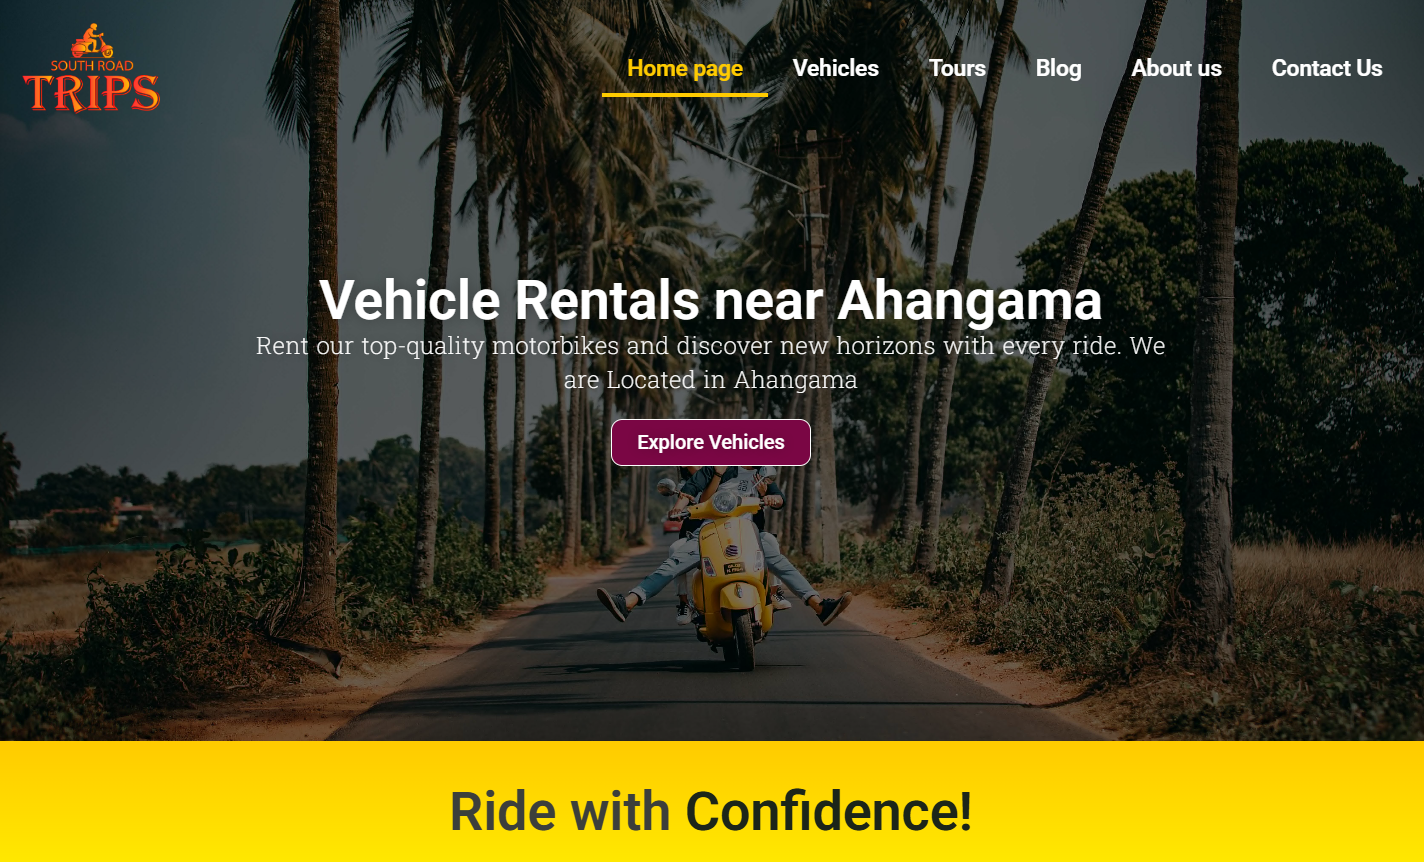 SOUTH ROAD
TRIPS
Home page
Vehicles
Tours
Blog
About us
Contact Us
Vehicle Rentals near Ahangama
Rent our top-quality motorbikes and discover new horizons with every ride. We
are Located in Ahangama
Explore Vehicles
Ride with Confidence!